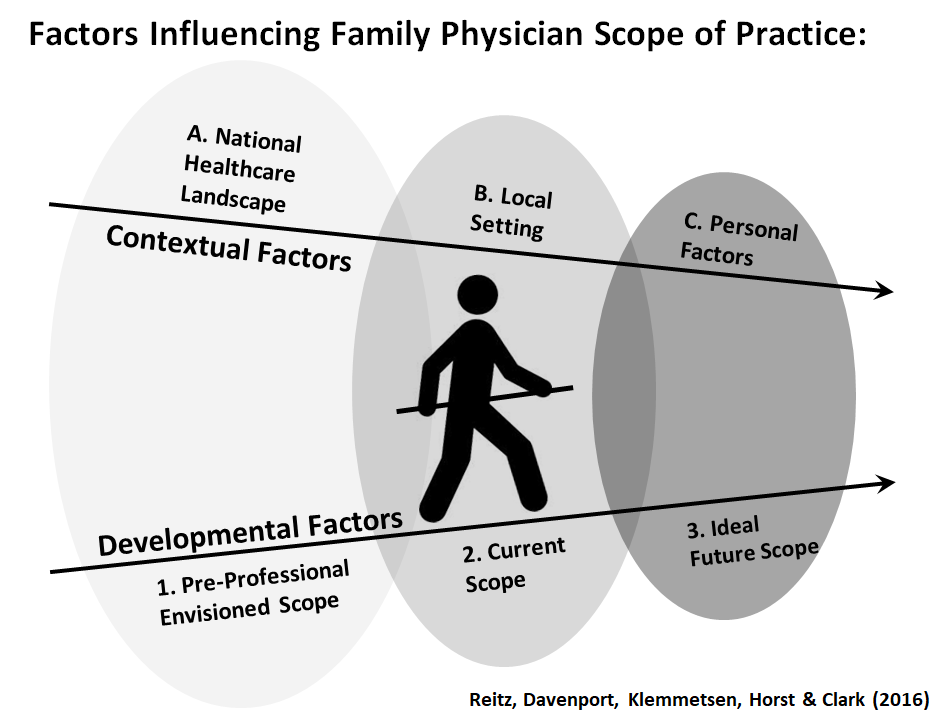 Factors Influencing Family Physician Scope of Practice:
A. National
Healthcare
Landscape
B. Local
Setting
C. Personal
Factors
Contextual Factors
Developmental Factors
1. Pre-Professional
Envisioned Scope
2. Current
Scope
3. Ideal
Future Scope
Reitz, Davenport, Klemmetsen, Horst & Clark (2016)